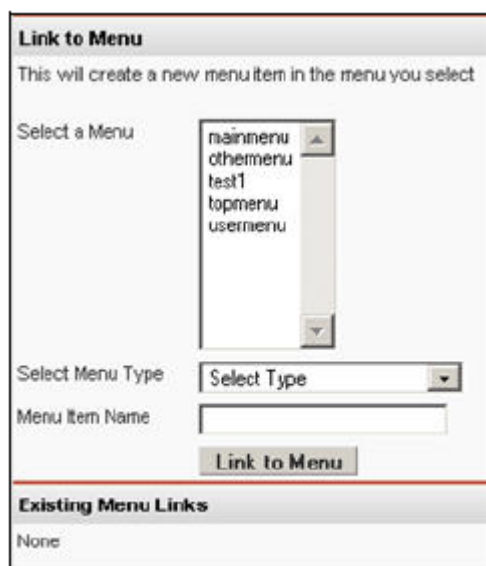 Link to Menu
This will create a new menu item in the menu you select
Select a Menu
mainmenu
othermenu
test1
topmenu
usermenu
Select Menu Type
Select Type
Menu Item Name
Link to Menu
Existing Menu Links
None